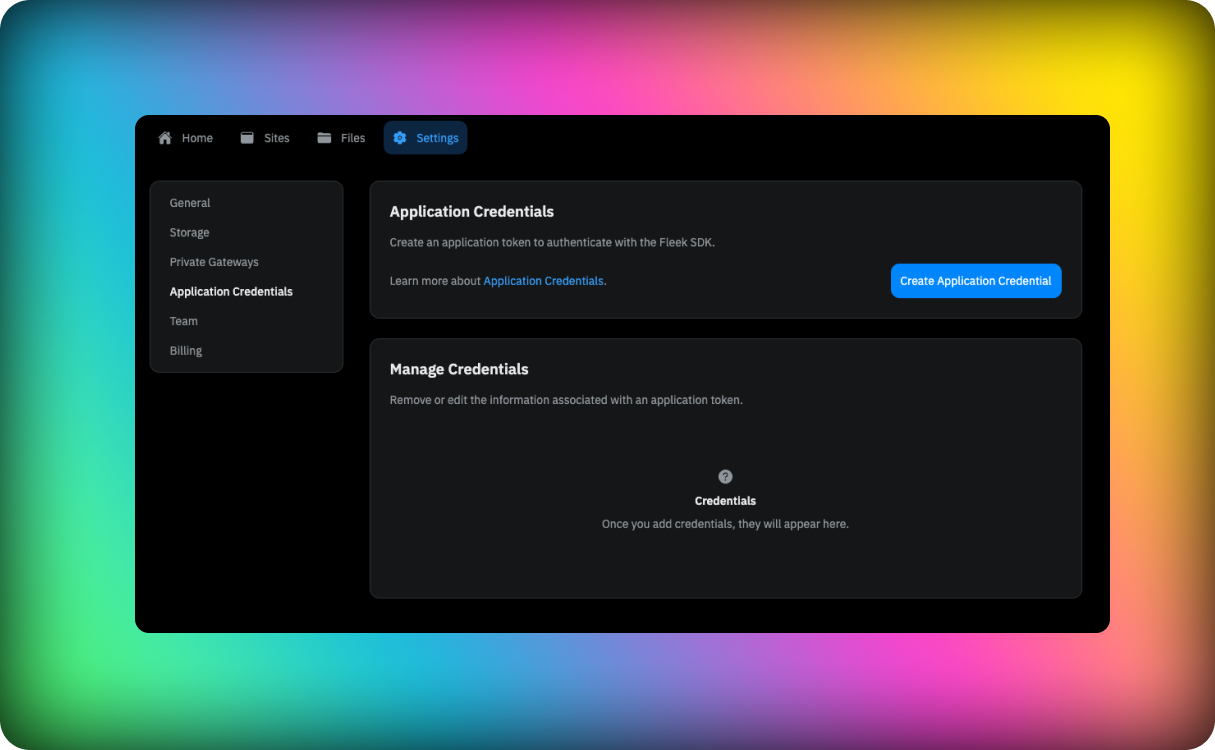 Home Sites Files Settings
General
Storage
Private Gateways
Application Credentials
Team
Billing
Application Credentials
Create an application token to authenticate with the Fleek SDK.
Learn more about Application Credentials.
Create Application Credential
Manage Credentials
Remove or edit the information associated with an application token.
?
Credentials
Once you add credentials, they will appear here.